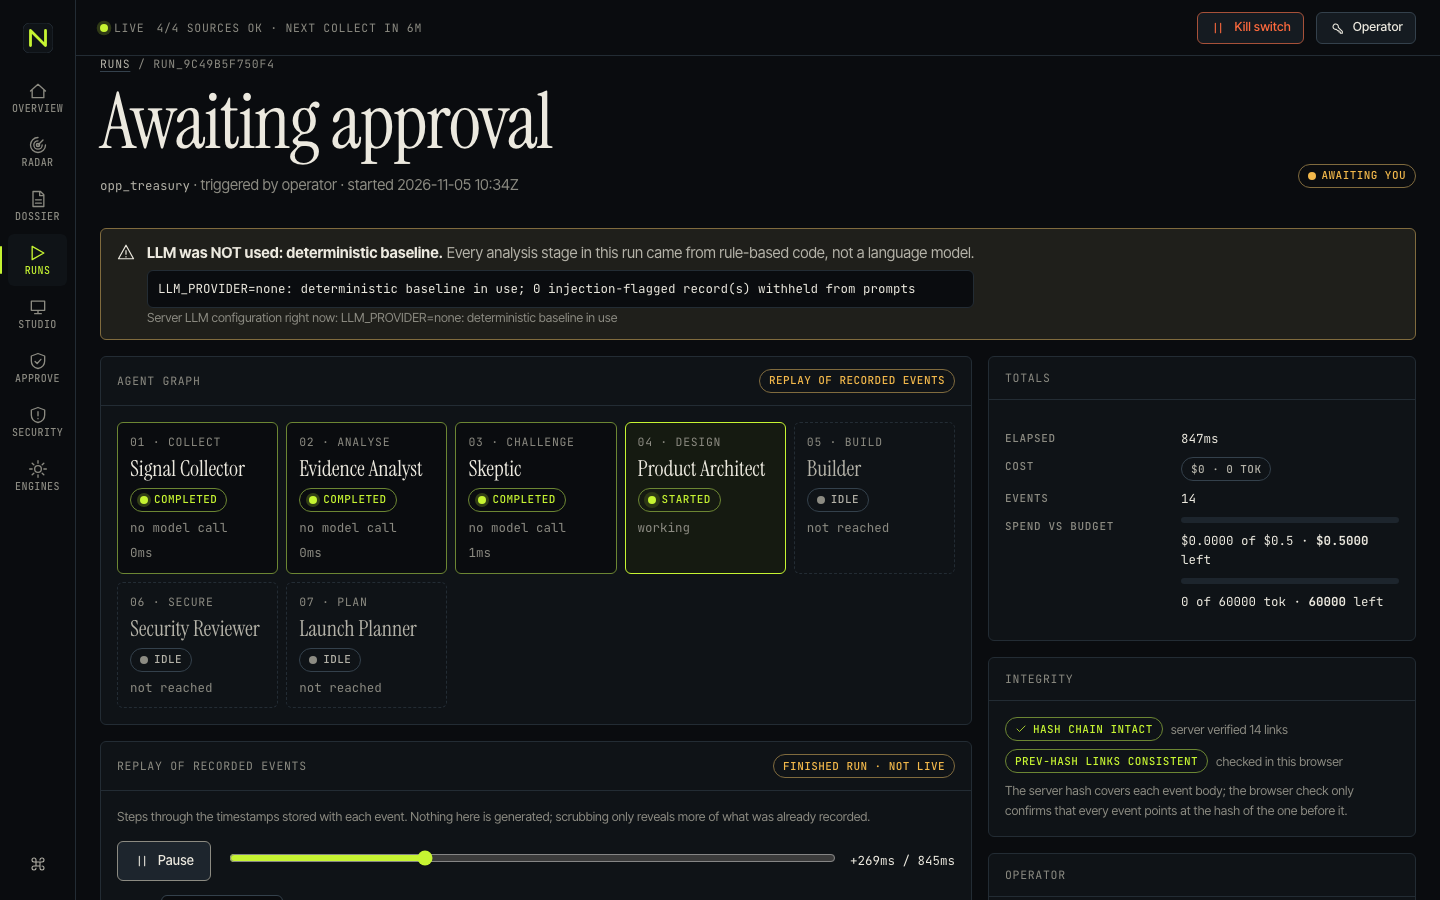 LIVE 4/4 SOURCES OK · NEXT COLLECT IN 6M
Kill switch
Operator
OVERVIEW
RADAR
DOSSIER
RUNS
STUDIO
APPROVE
SECURITY
ENGINES
RUNS / RUN_9C49B5F750F4
Awaiting approval
opp_treasury · triggered by operator · started 2026-11-05 10:34Z
AWAITING YOU
LLM was NOT used: deterministic baseline. Every analysis stage in this run came from rule-based code, not a language model.
LLM_PROVIDER=none: deterministic baseline in use; 0 injection-flagged record(s) withheld from prompts
Server LLM configuration right now: LLM_PROVIDER=none: deterministic baseline in use
AGENT GRAPH
REPLAY OF RECORDED EVENTS
01 · COLLECT
Signal Collector
COMPLETED
no model call
0ms
02 · ANALYSE
Evidence Analyst
COMPLETED
no model call
0ms
03 · CHALLENGE
Skeptic
COMPLETED
no model call
1ms
04 · DESIGN
Product Architect
STARTED
working
05 · BUILD
Builder
IDLE
not reached
06 · SECURE
Security Reviewer
IDLE
not reached
07 · PLAN
Launch Planner
IDLE
not reached
REPLAY OF RECORDED EVENTS
FINISHED RUN · NOT LIVE
Steps through the timestamps stored with each event. Nothing here is generated; scrubbing only reveals more of what was already recorded.
Pause
+269ms / 845ms
TOTALS
ELAPSED
847ms
COST
$0 · 0 TOK
EVENTS
14
SPEND VS BUDGET
$0.0000 of $0.5 · $0.5000
left
0 of 60000 tok · 60000 left
INTEGRITY
HASH CHAIN INTACT
server verified 14 links
PREV-HASH LINKS CONSISTENT
checked in this browser
The server hash covers each event body; the browser check only
confirms that every event points at the hash of the one before it.
OPERATOR